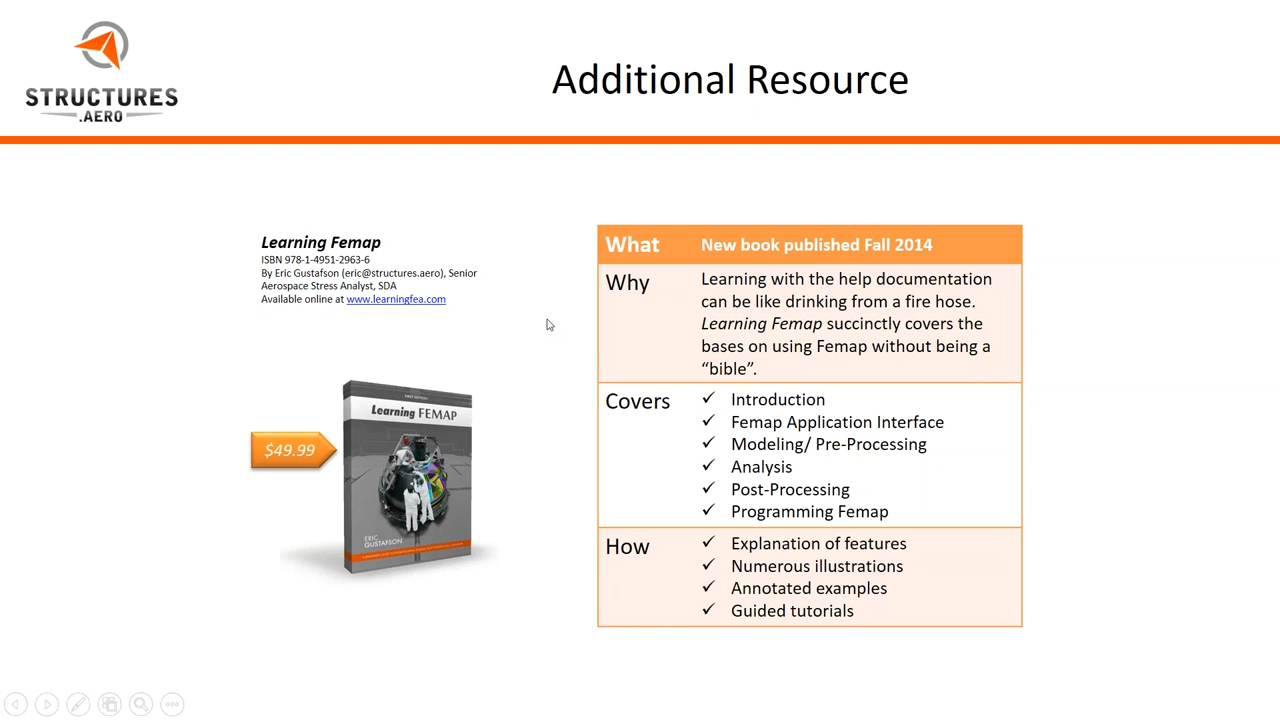 STRUCTURES
.AERO
Additional Resource
Learning Femap
ISBN 978-1-4951-2963-6
By Eric Gustafson (eric@structures.aero), Senior
Aerospace Stress Analyst, SDA
Available online at www.learningfea.com
$49.99
Learning FEMAP
ERIC
GUSTAFSON
What New book published Fall 2014
Why Learning with the help documentation
can be like drinking from a fire hose.
Learning Femap succinctly covers the
bases on using Femap without being a
“bible”.
Covers ✓ Introduction
✓ Femap Application Interface
✓ Modeling/ Pre-Processing
✓ Analysis
✓ Post-Processing
✓ Programming Femap
How ✓ Explanation of features
✓ Numerous illustrations
✓ Annotated examples
✓ Guided tutorials